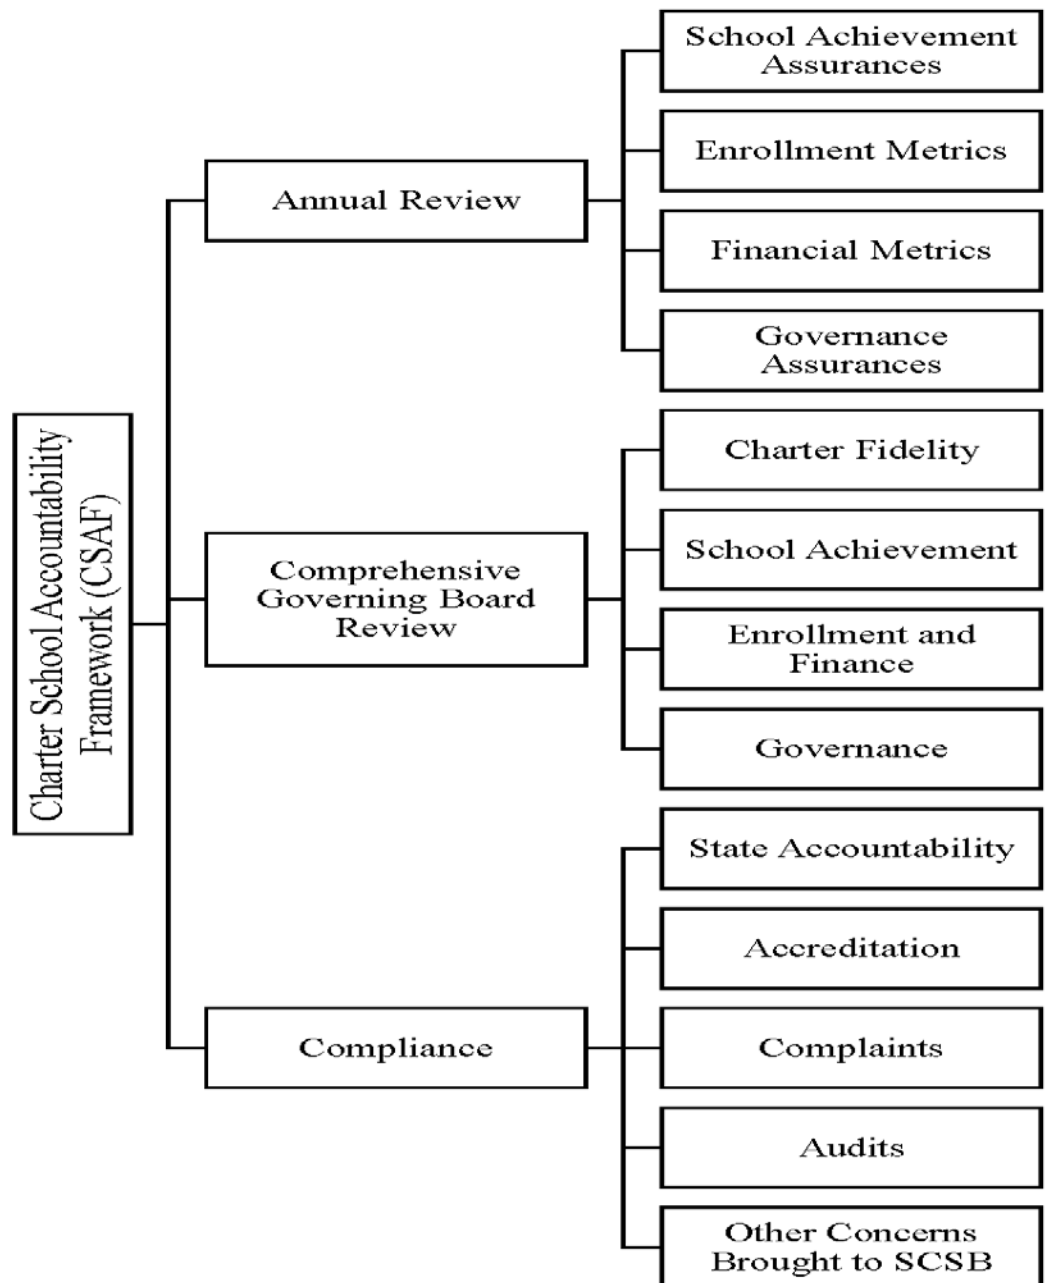 Charter School Accountability
Framework (CSAF)
Annual Review
School Achievement
Assurances
Enrollment Metrics
Financial Metrics
Governance
Assurances
Comprehensive
Governing Board
Review
Charter Fidelity
School Achievement
Enrollment and
Finance
Governance
Compliance
State Accountability
Accreditation
Complaints
Audits
Other Concerns
Brought to SCSB